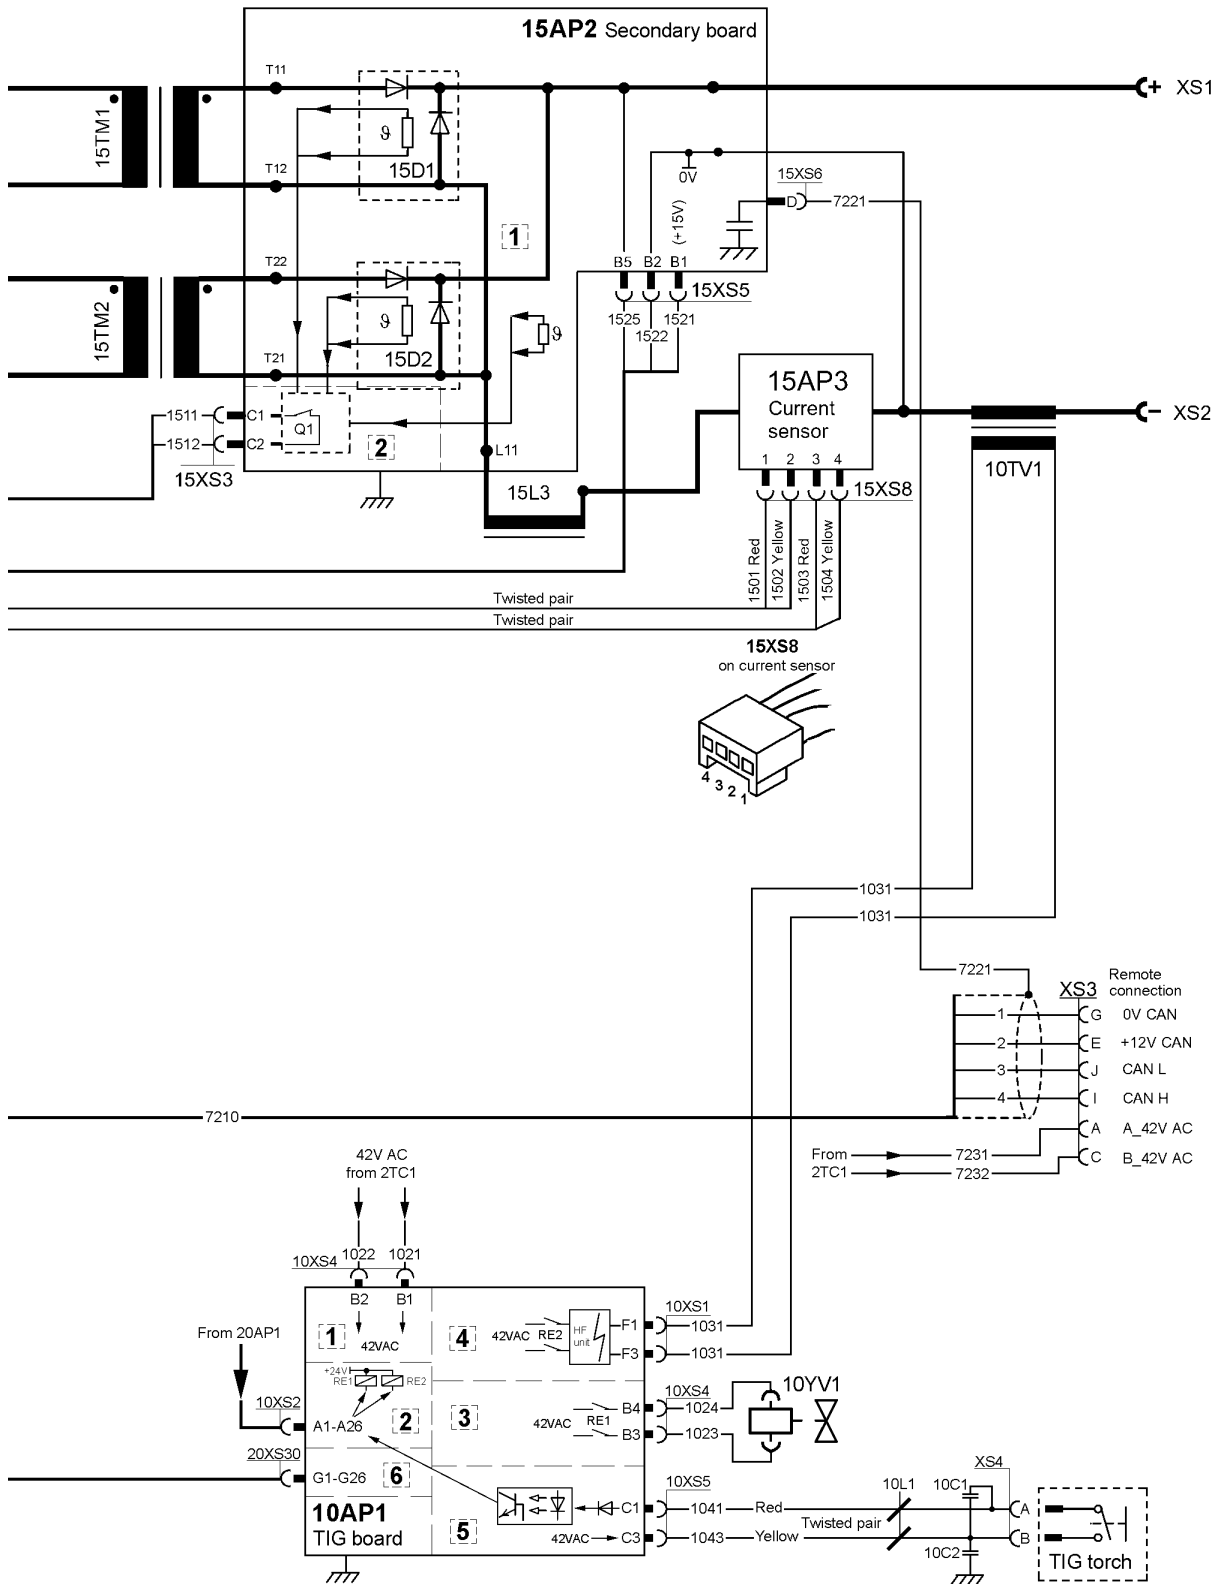 15AP2 Secondary board
T11
XS1
15TM1
ϑ
15D1
T12
0V
15XS6
D
7221
(+15V)
1
B5 B2 B1
15XS5
T22
15TM2
ϑ
15D2
ϑ
1525
1522
1521
T21
15AP3
Current
sensor
XS2
1511
C1
Q1
1512
C2
2
15XS3
L11
1 2 3 4
10TV1
15L3
15XS8
1501 Red
1502 Yellow
1503 Red
1504 Yellow
Twisted pair
Twisted pair
15XS8
on current sensor
4 3 2 1
1031
1031
7221
XS3
Remote
connection
1 G 0V CAN
2 E +12V CAN
3 J CAN L
4 I CAN H
7210
A A_42V AC
From 7231
C B_42V AC
2TC1 7232
42V AC
from 2TC1
10XS4 1022 1021
B2 B1
From 20AP1
1
42VAC
4
42VAC RE2
HF
unit
F1
F3
10XS1
1031
1031
+24V
RE1 RE2
10XS2
A1-A26
2
3
42VAC RE1
B4
B3
10XS4
1024
1023
10YV1
20XS30
G1-G26
6
10AP1
TIG board
5
C1
42VAC
C3
10XS5
1041 Red
1043 Yellow
Twisted pair
10L1
10C1
10C2
XS4
A
B
TIG torch